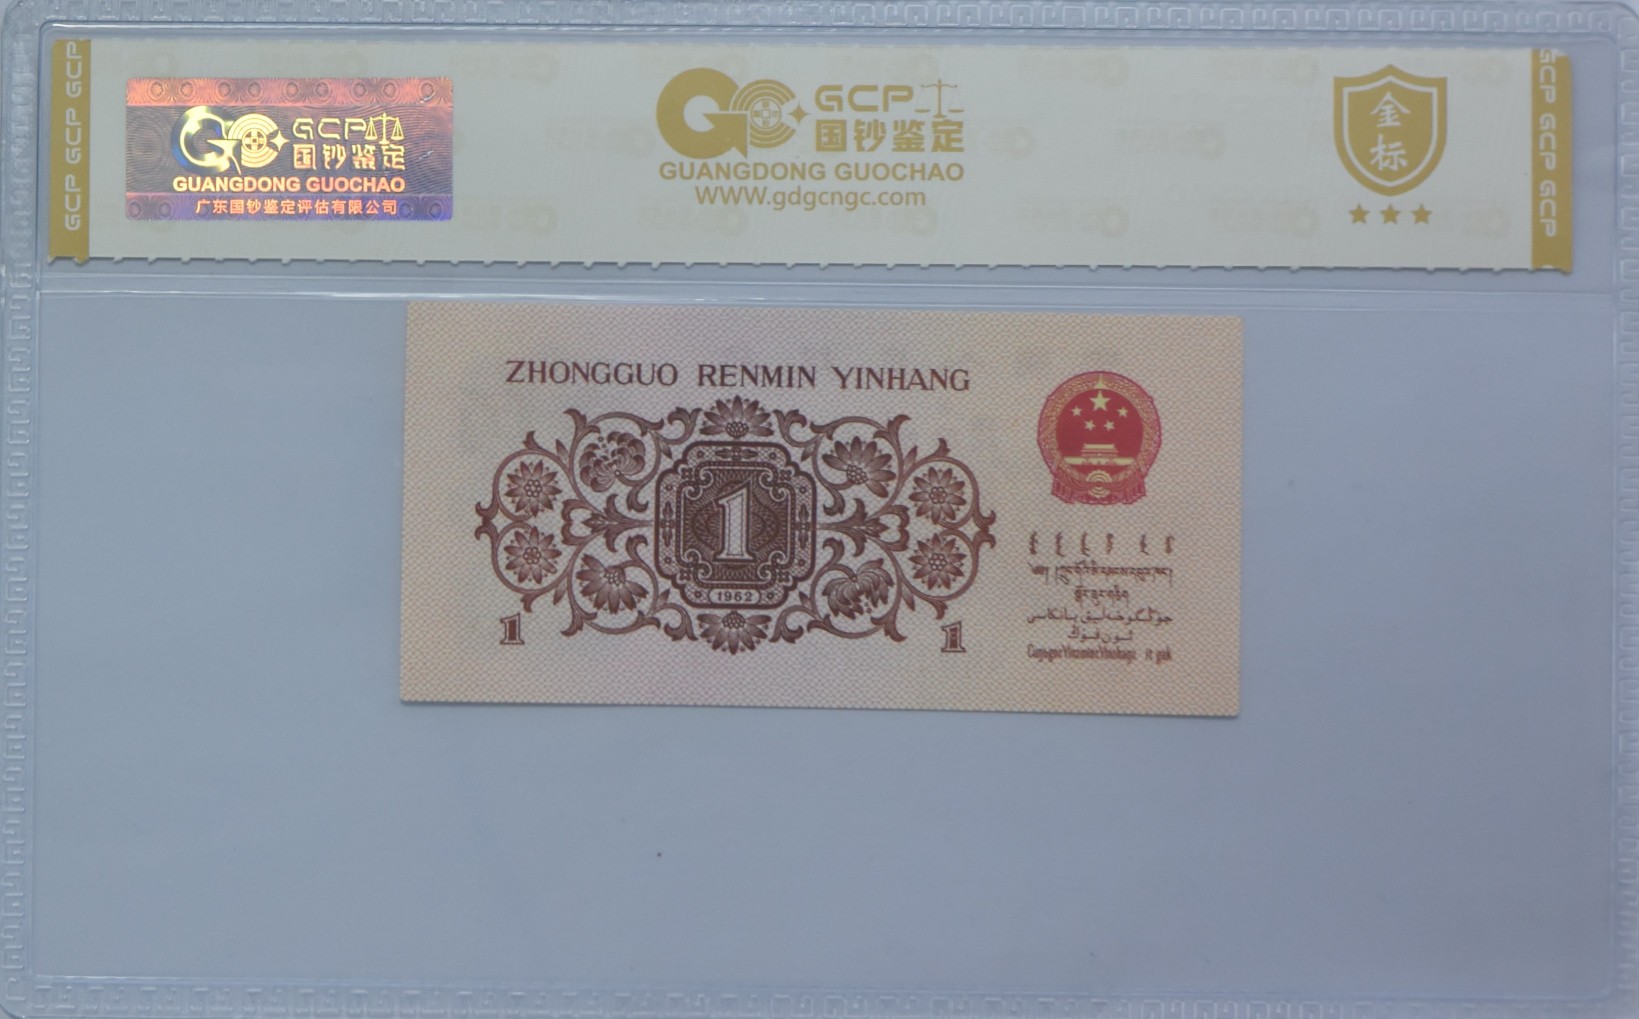 GCP GCP GCP
GCP
国钞鉴定
GUANGDONG GUOCHAO
广东国钞鉴定评估有限公司
GCP
国钞鉴定
GUANGDONG GUOCHAO
WWW.gdgcngc.com
金标
GCP GCP GCP
ZHONGGUO RENMIN YINHANG
1
1962
1
1